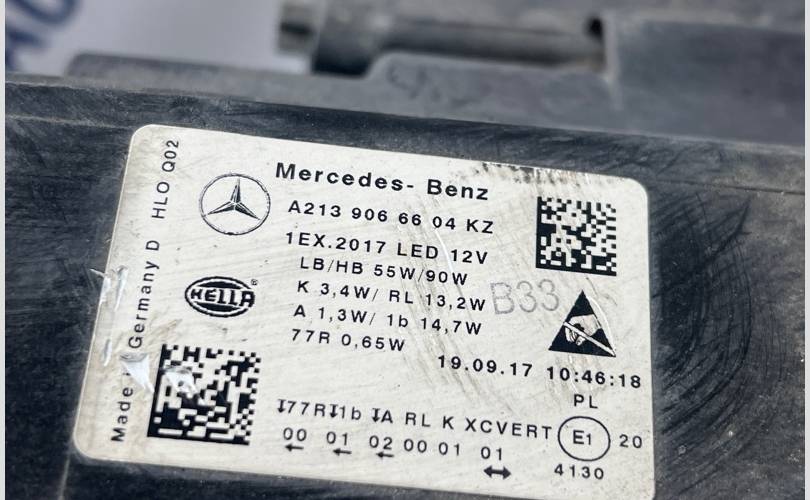 Mercedes- Benz
A213 906 66 04 KZ
1EX.2017 LED 12V
LB/HB 55W/90W
K 3,4W/ RL 13,2W
B33
A 1,3W/ 1b 14,7W
77R 0,65W
19.09.17 10:46:18
PL
77R 1b A RL K XCVERT E1 20
00 01 02 00 01 01
4130
HELLA
®
Made Germany D HLO Q02